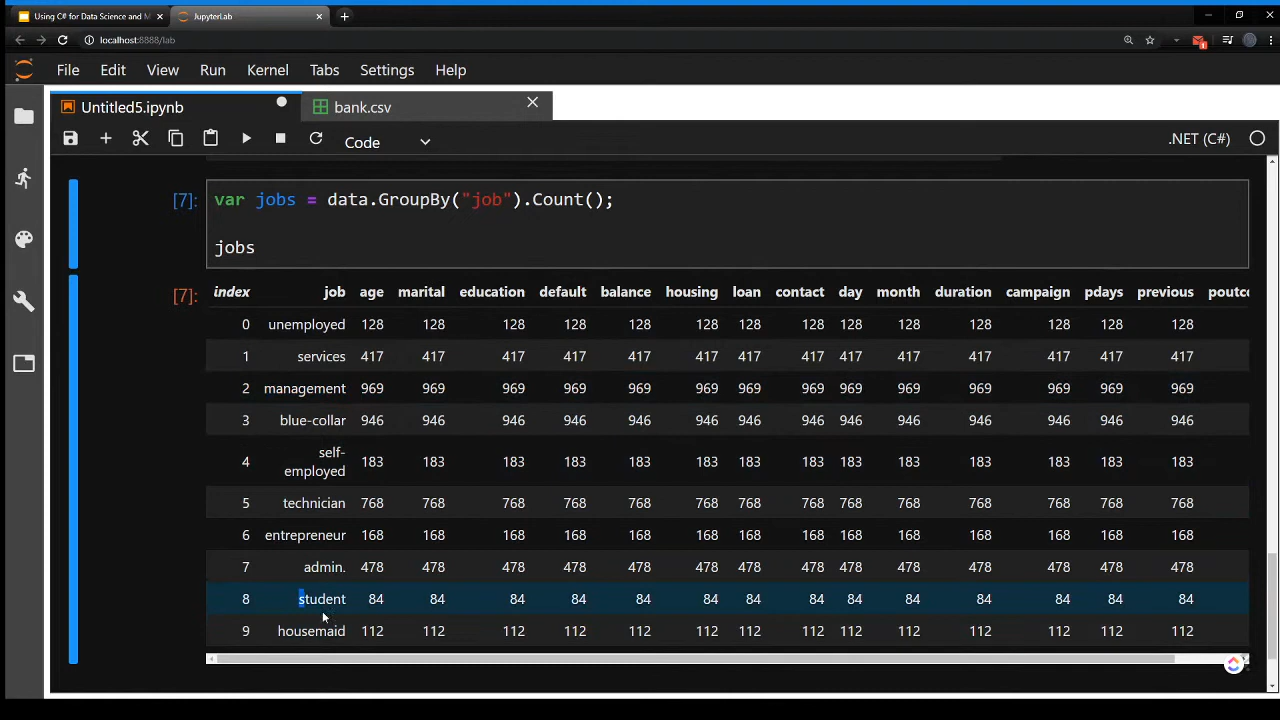 Using C# for Data Science and M
JupyterLab
localhost:8888/lab
1
File Edit View Run Kernel Tabs Settings Help
Untitled5.ipynb
bank.csv
Code
.NET (C#)
[7]:
var jobs = data.GroupBy("job").Count();
jobs
[7]:
index job age marital education default balance housing loan contact day month duration campaign pdays previous poutco
0 unemployed 128 128 128 128 128 128 128 128 128 128 128 128 128 128
1 services 417 417 417 417 417 417 417 417 417 417 417 417 417 417
2 management 969 969 969 969 969 969 969 969 969 969 969 969 969 969
3 blue-collar 946 946 946 946 946 946 946 946 946 946 946 946 946 946
4 self-
employed 183 183 183 183 183 183 183 183 183 183 183 183 183 183
5 technician 768 768 768 768 768 768 768 768 768 768 768 768 768 768
6 entrepreneur 168 168 168 168 168 168 168 168 168 168 168 168 168 168
7 admin. 478 478 478 478 478 478 478 478 478 478 478 478 478 478
8 student 84 84 84 84 84 84 84 84 84 84 84 84 84 84
9 housemaid 112 112 112 112 112 112 112 112 112 112 112 112 112 112